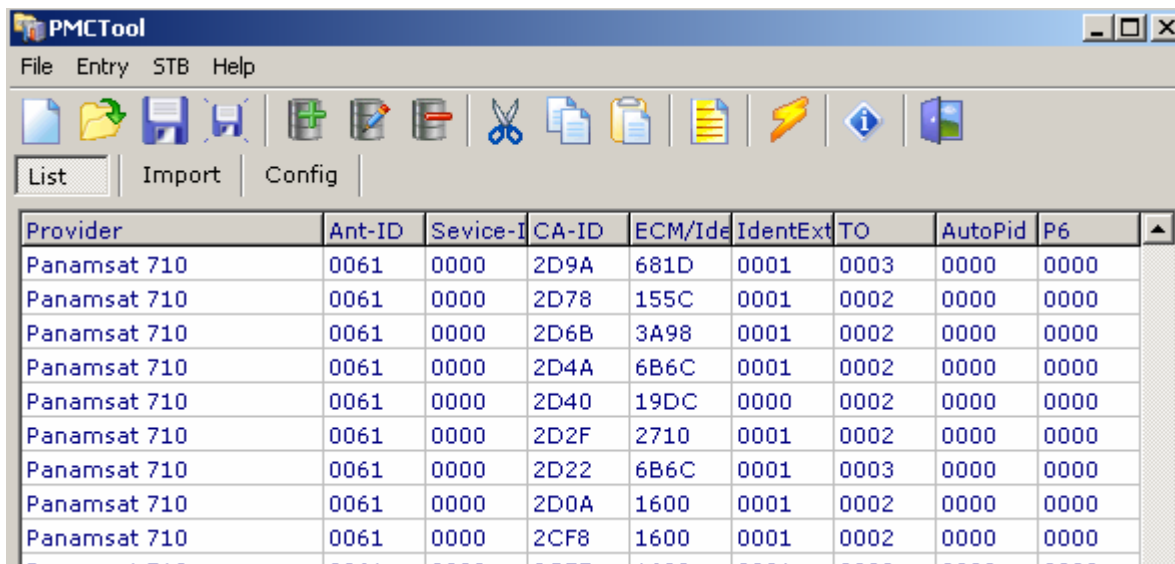 PMCTool
File Entry STB Help
List Import Config
Provider Ant-ID Sevice-I CA-ID ECM/Ide IdentExt TO AutoPid P6
Panamsat 710 0061 0000 2D9A 681D 0001 0003 0000 0000
Panamsat 710 0061 0000 2D78 155C 0001 0002 0000 0000
Panamsat 710 0061 0000 2D6B 3A98 0001 0002 0000 0000
Panamsat 710 0061 0000 2D4A 6B6C 0001 0002 0000 0000
Panamsat 710 0061 0000 2D40 19DC 0000 0002 0000 0000
Panamsat 710 0061 0000 2D2F 2710 0001 0002 0000 0000
Panamsat 710 0061 0000 2D22 6B6C 0001 0003 0000 0000
Panamsat 710 0061 0000 2D0A 1600 0001 0002 0000 0000
Panamsat 710 0061 0000 2CF8 1600 0001 0002 0000 0000